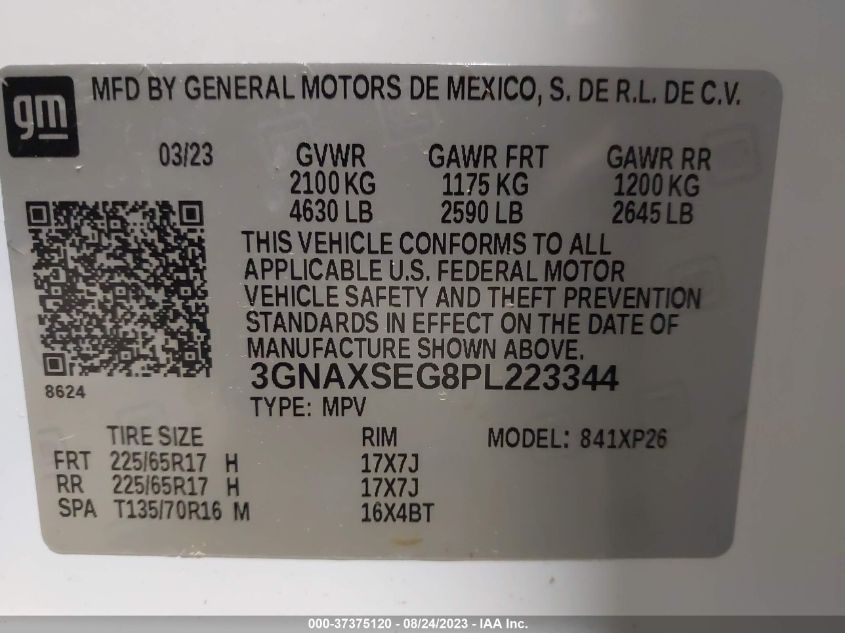 gm
MFD BY GENERAL MOTORS DE MEXICO, S. DE R.L. DE C.V.
03/23 GVWR GAWR FRT GAWR RR
2100 KG 1175 KG 1200 KG
4630 LB 2590 LB 2645 LB
THIS VEHICLE CONFORMS TO ALL
APPLICABLE U.S. FEDERAL MOTOR
VEHICLE SAFETY AND THEFT PREVENTION
STANDARDS IN EFFECT ON THE DATE OF
MANUFACTURE SHOWN ABOVE.
3GNAXSEG8PL223344
8624
TYPE: MPV
TIRE SIZE RIM MODEL: 841XP26
FRT 225/65R17 H 17X7J
RR 225/65R17 H 17X7J
SPA T135/70R16 M 16X4BT
000-37375120 - 08/24/2023 - IAA Inc.